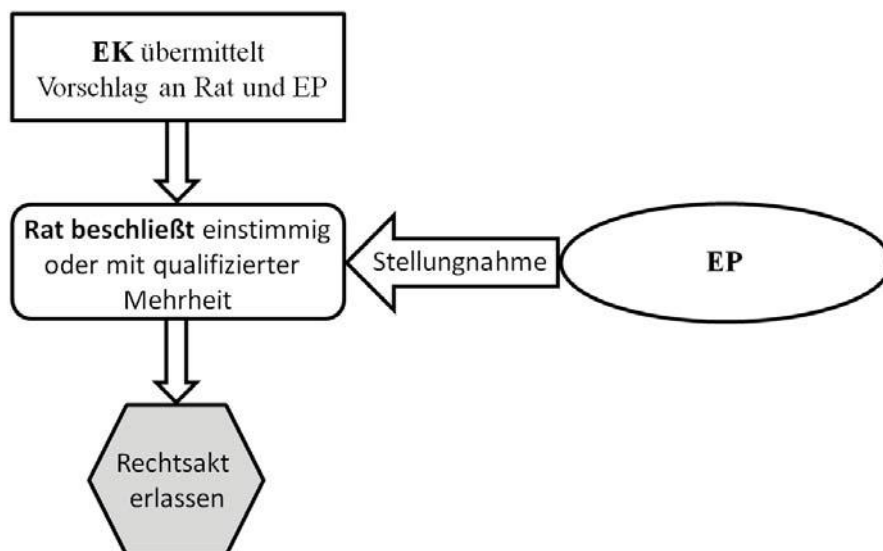 EK übermittelt
Vorschlag an Rat und EP
Rat beschließt einstimmig
oder mit qualifizierter
Mehrheit
Stellungnahme
EP
Rechtsakt
erlassen